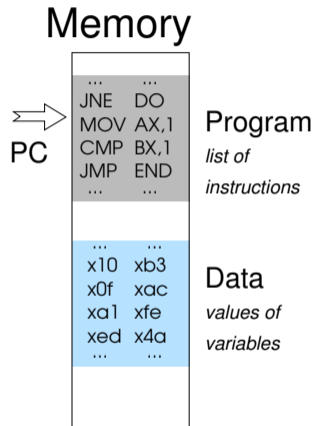 Memory
... ...
JNE DO
MOV AX,1
CMP BX,1
JMP END
... ...
PC
Program
list of
instructions
... ...
x10 xb3
x0f xac
xa1 xfe
xed x4a
... ...
Data
values of
variables